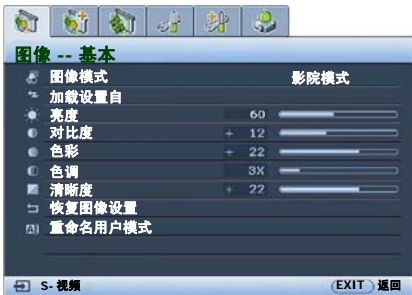 图像 -- 基本
图像模式 影院模式
加载设置自
亮度 60
对比度 + 12
色彩 + 22
色调 3X
清晰度 + 22
恢复图像设置
AI 重命名用户模式
S-视频 EXIT 返回